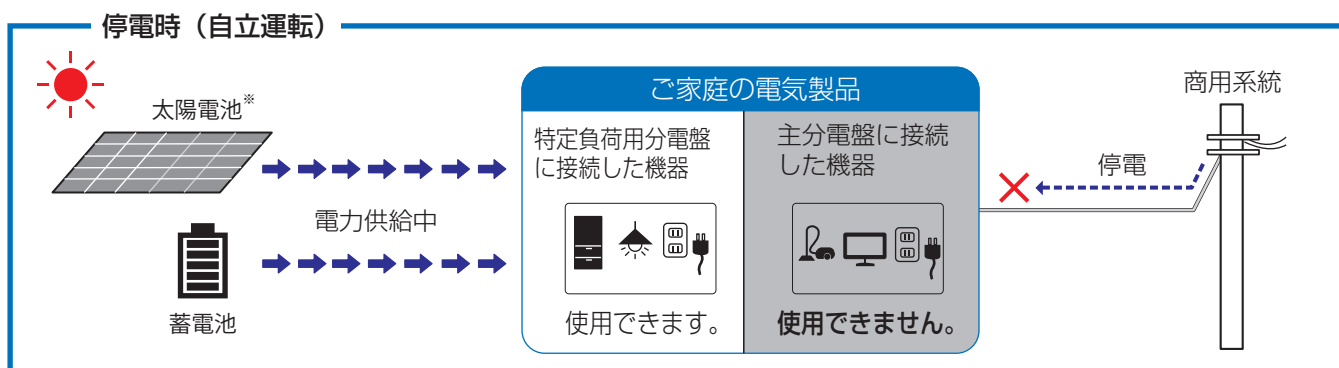 停電時（自立運転）
太陽電池※
電力供給中
蓄電池
ご家庭の電気製品
特定負荷用分電盤
に接続した機器
使用できます。
主分電盤に接続
した機器
使用できません。
停電
商用系統